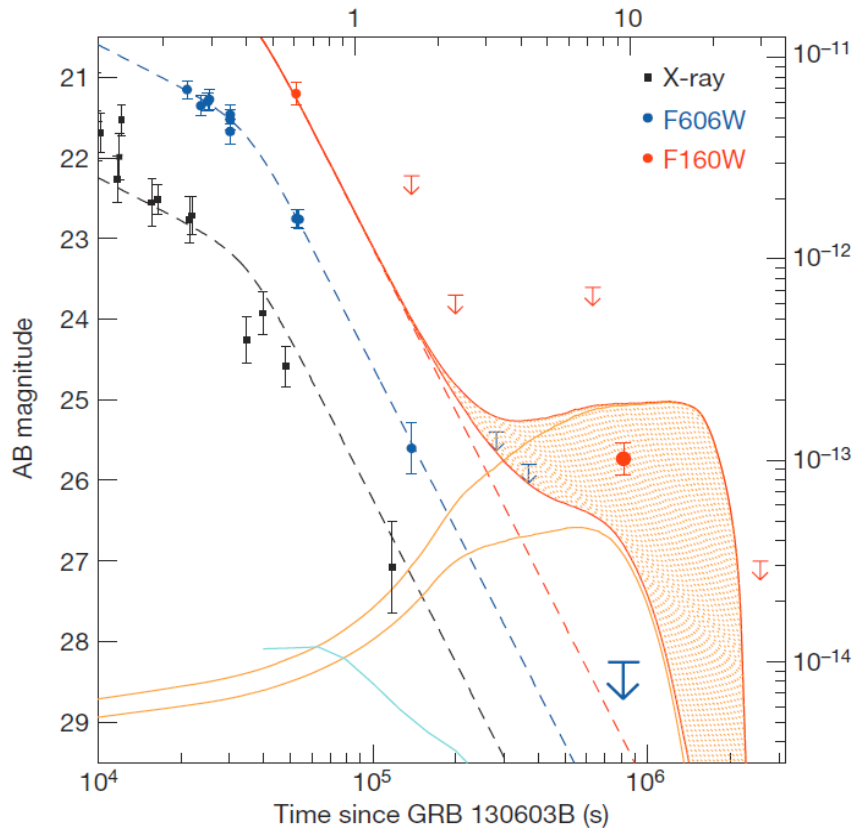 1 10
21
22
23
24
25
26
27
28
29
AB magnitude
X-ray
F606W
F160W
10⁻¹¹
10⁻¹²
10⁻¹³
10⁻¹⁴
10⁴ 10⁵ 10⁶
Time since GRB 130603B (s)